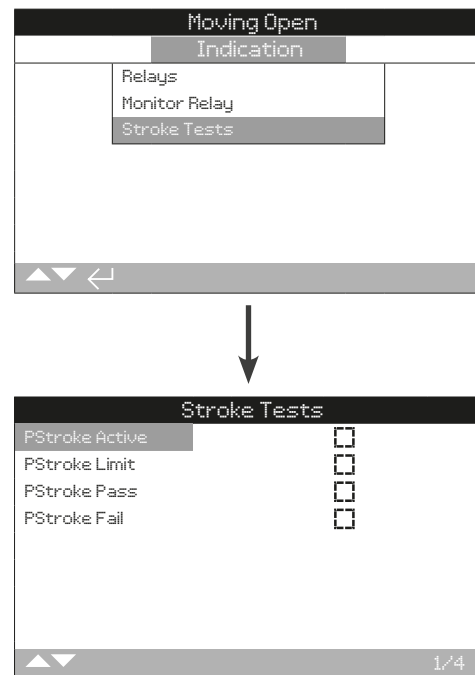 Moving Open
Indication
Relays
Monitor Relay
Stroke Tests
Stroke Tests
PStroke Active
PStroke Limit
PStroke Pass
PStroke Fail
1/4